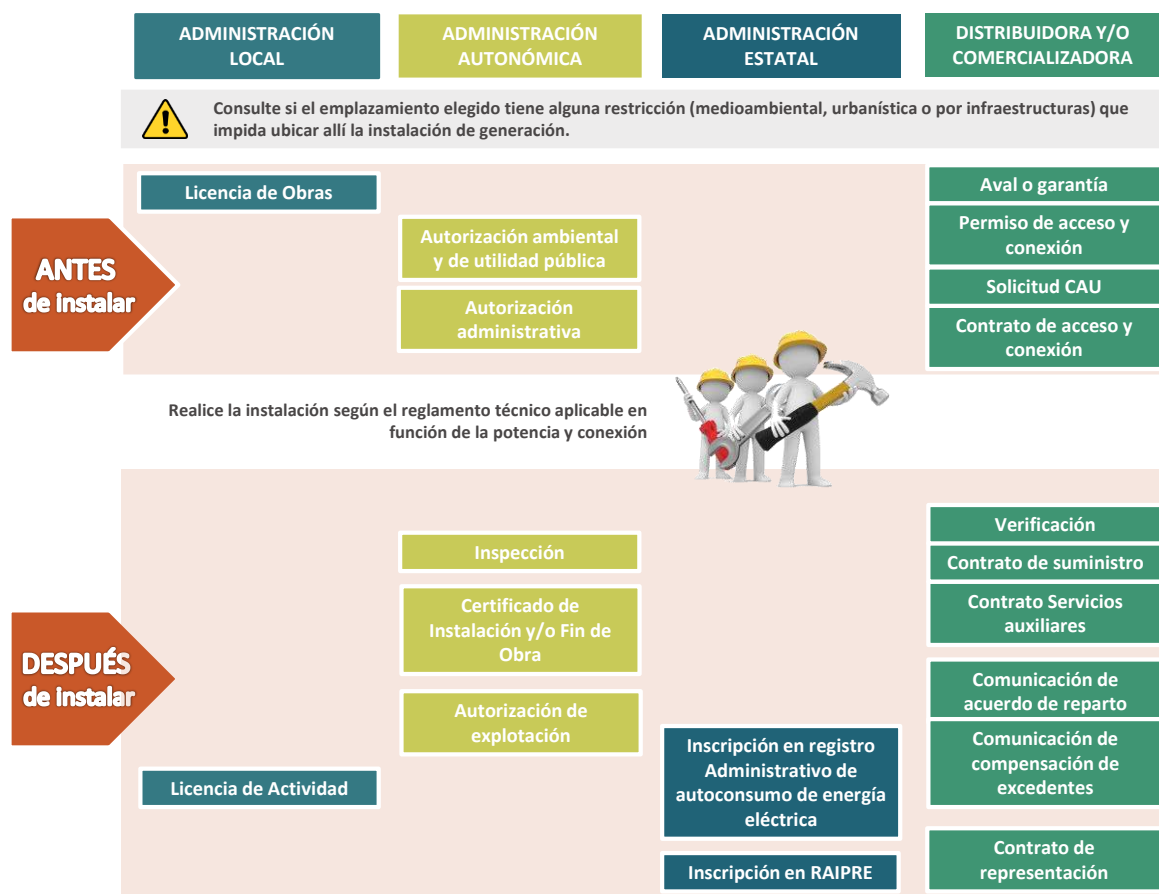 ADMINISTRACIÓN
LOCAL
ADMINISTRACIÓN
AUTONÓMICA
ADMINISTRACIÓN
ESTATAL
DISTRIBUIDORA Y/O
COMERCIALIZADORA
Consulte si el emplazamiento elegido tiene alguna restricción (medioambiental, urbanística o por infraestructuras) que
impida ubicar allí la instalación de generación.
ANTES
de instalar
Licencia de Obras
Autorización ambiental
y de utilidad pública
Autorización
administrativa
Aval o garantía
Permiso de acceso y
conexión
Solicitud CAU
Contrato de acceso y
conexión
Realice la instalación según el reglamento técnico aplicable en
función de la potencia y conexión
DESPUÉS
de instalar
Licencia de Actividad
Inspección
Certificado de
Instalación y/o Fin de
Obra
Autorización de
explotación
Inscripción en registro
Administrativo de
autoconsumo de energía
eléctrica
Inscripción en RAIPRE
Verificación
Contrato de suministro
Contrato Servicios
auxiliares
Comunicación de
acuerdo de reparto
Comunicación de
compensación de
excedentes
Contrato de
representación